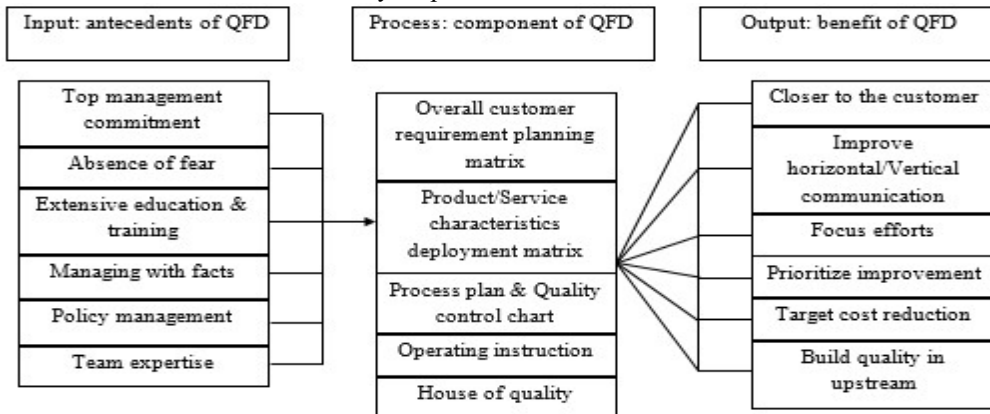 Input: antecedents of QFD
Process: component of QFD
Output: benefit of QFD
Top management
commitment
Absence of fear
Extensive education &
training
Managing with facts
Policy management
Team expertise
Overall customer
requirement planning
matrix
Product/Service
characteristics
deployment matrix
Process plan & Quality
control chart
Operating instruction
House of quality
Closer to the customer
Improve
horizontal/Vertical
communication
Focus efforts
Prioritize improvement
Target cost reduction
Build quality in
upstream